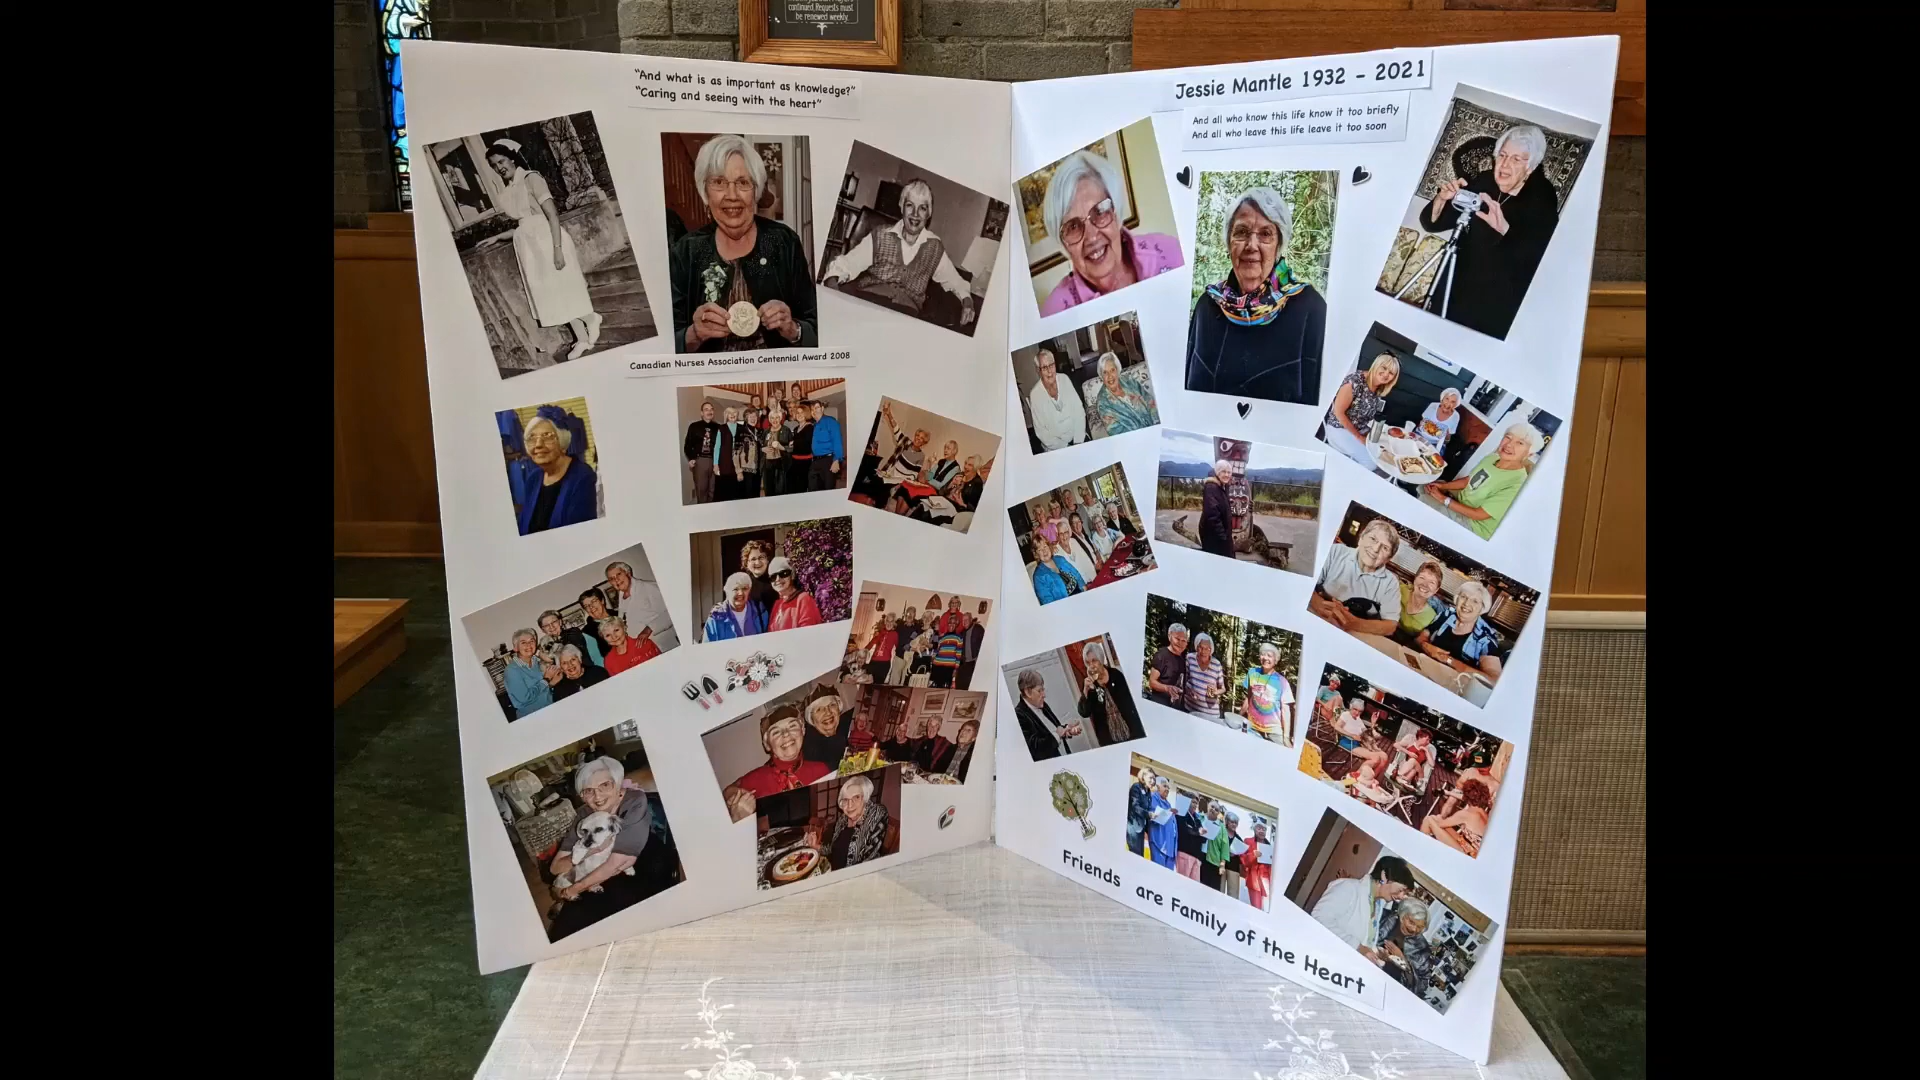 continued. Requests must
be renewed weekly.
"And what is as important as knowledge?"
"Caring and seeing with the heart"
Canadian Nurses Association Centennial Award 2008
Jessie Mantle 1932 - 2021
And all who know this life know it too briefly
And all who leave this life leave it too soon
Friends are Family of the Heart